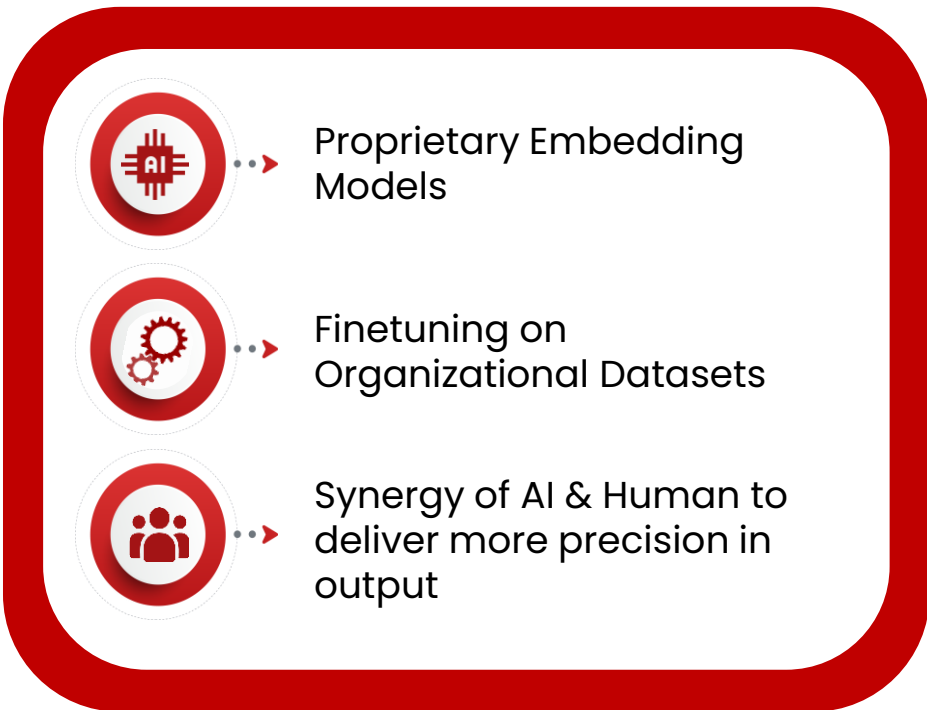 AI
Proprietary Embedding
Models
Finetuning on
Organizational Datasets
Synergy of AI & Human to
deliver more precision in
output